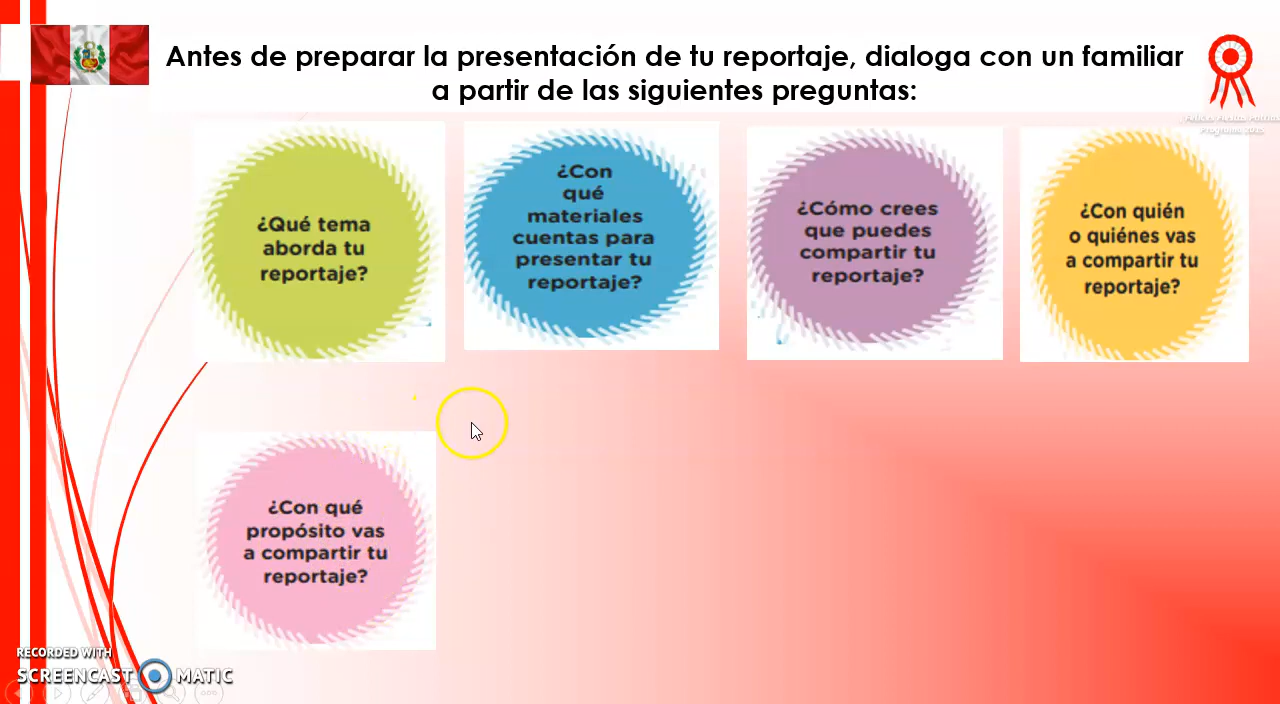 Antes de preparar la presentación de tu reportaje, dialoga con un familiar
a partir de las siguientes preguntas:
¿Qué tema
aborda tu
reportaje?
¿Con
qué
materiales
cuentas para
presentar tu
reportaje?
¿Cómo crees
que puedes
compartir tu
reportaje?
¿Con quién
o quiénes vas
a compartir tu
reportaje?
¿Con qué
propósito vas
a compartir tu
reportaje?
RECORDED WITH
SCREENCAST MATIC